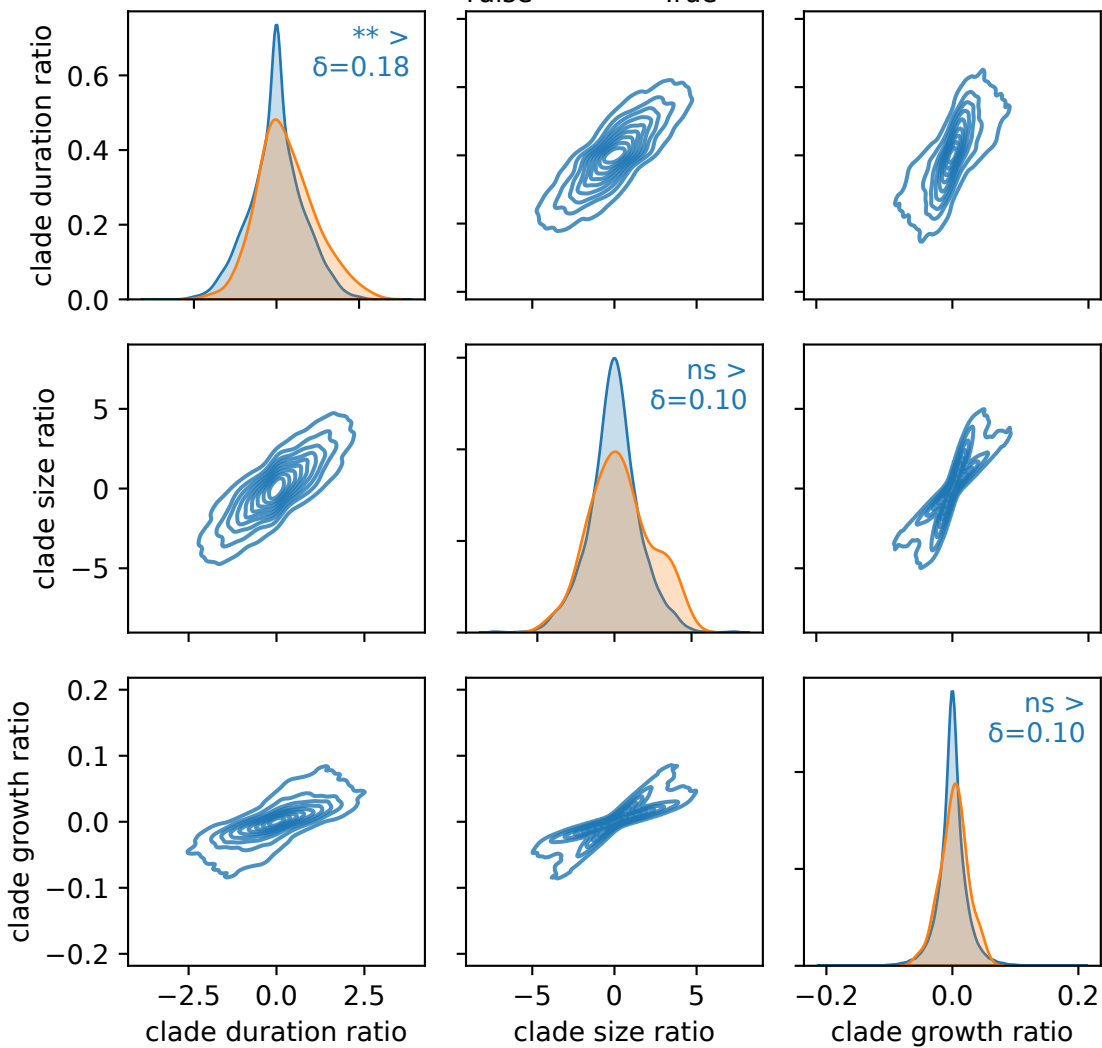 False True
clade duration ratio
0.6
0.4
0.2
0.0
** >
δ=0.18
clade size ratio
5
0
−5
ns >
δ=0.10
clade growth ratio
0.2
0.1
0.0
−0.1
−0.2
ns >
δ=0.10
−2.5 0.0 2.5
−5 0 5
−0.2 0.0 0.2
clade duration ratio
clade size ratio
clade growth ratio